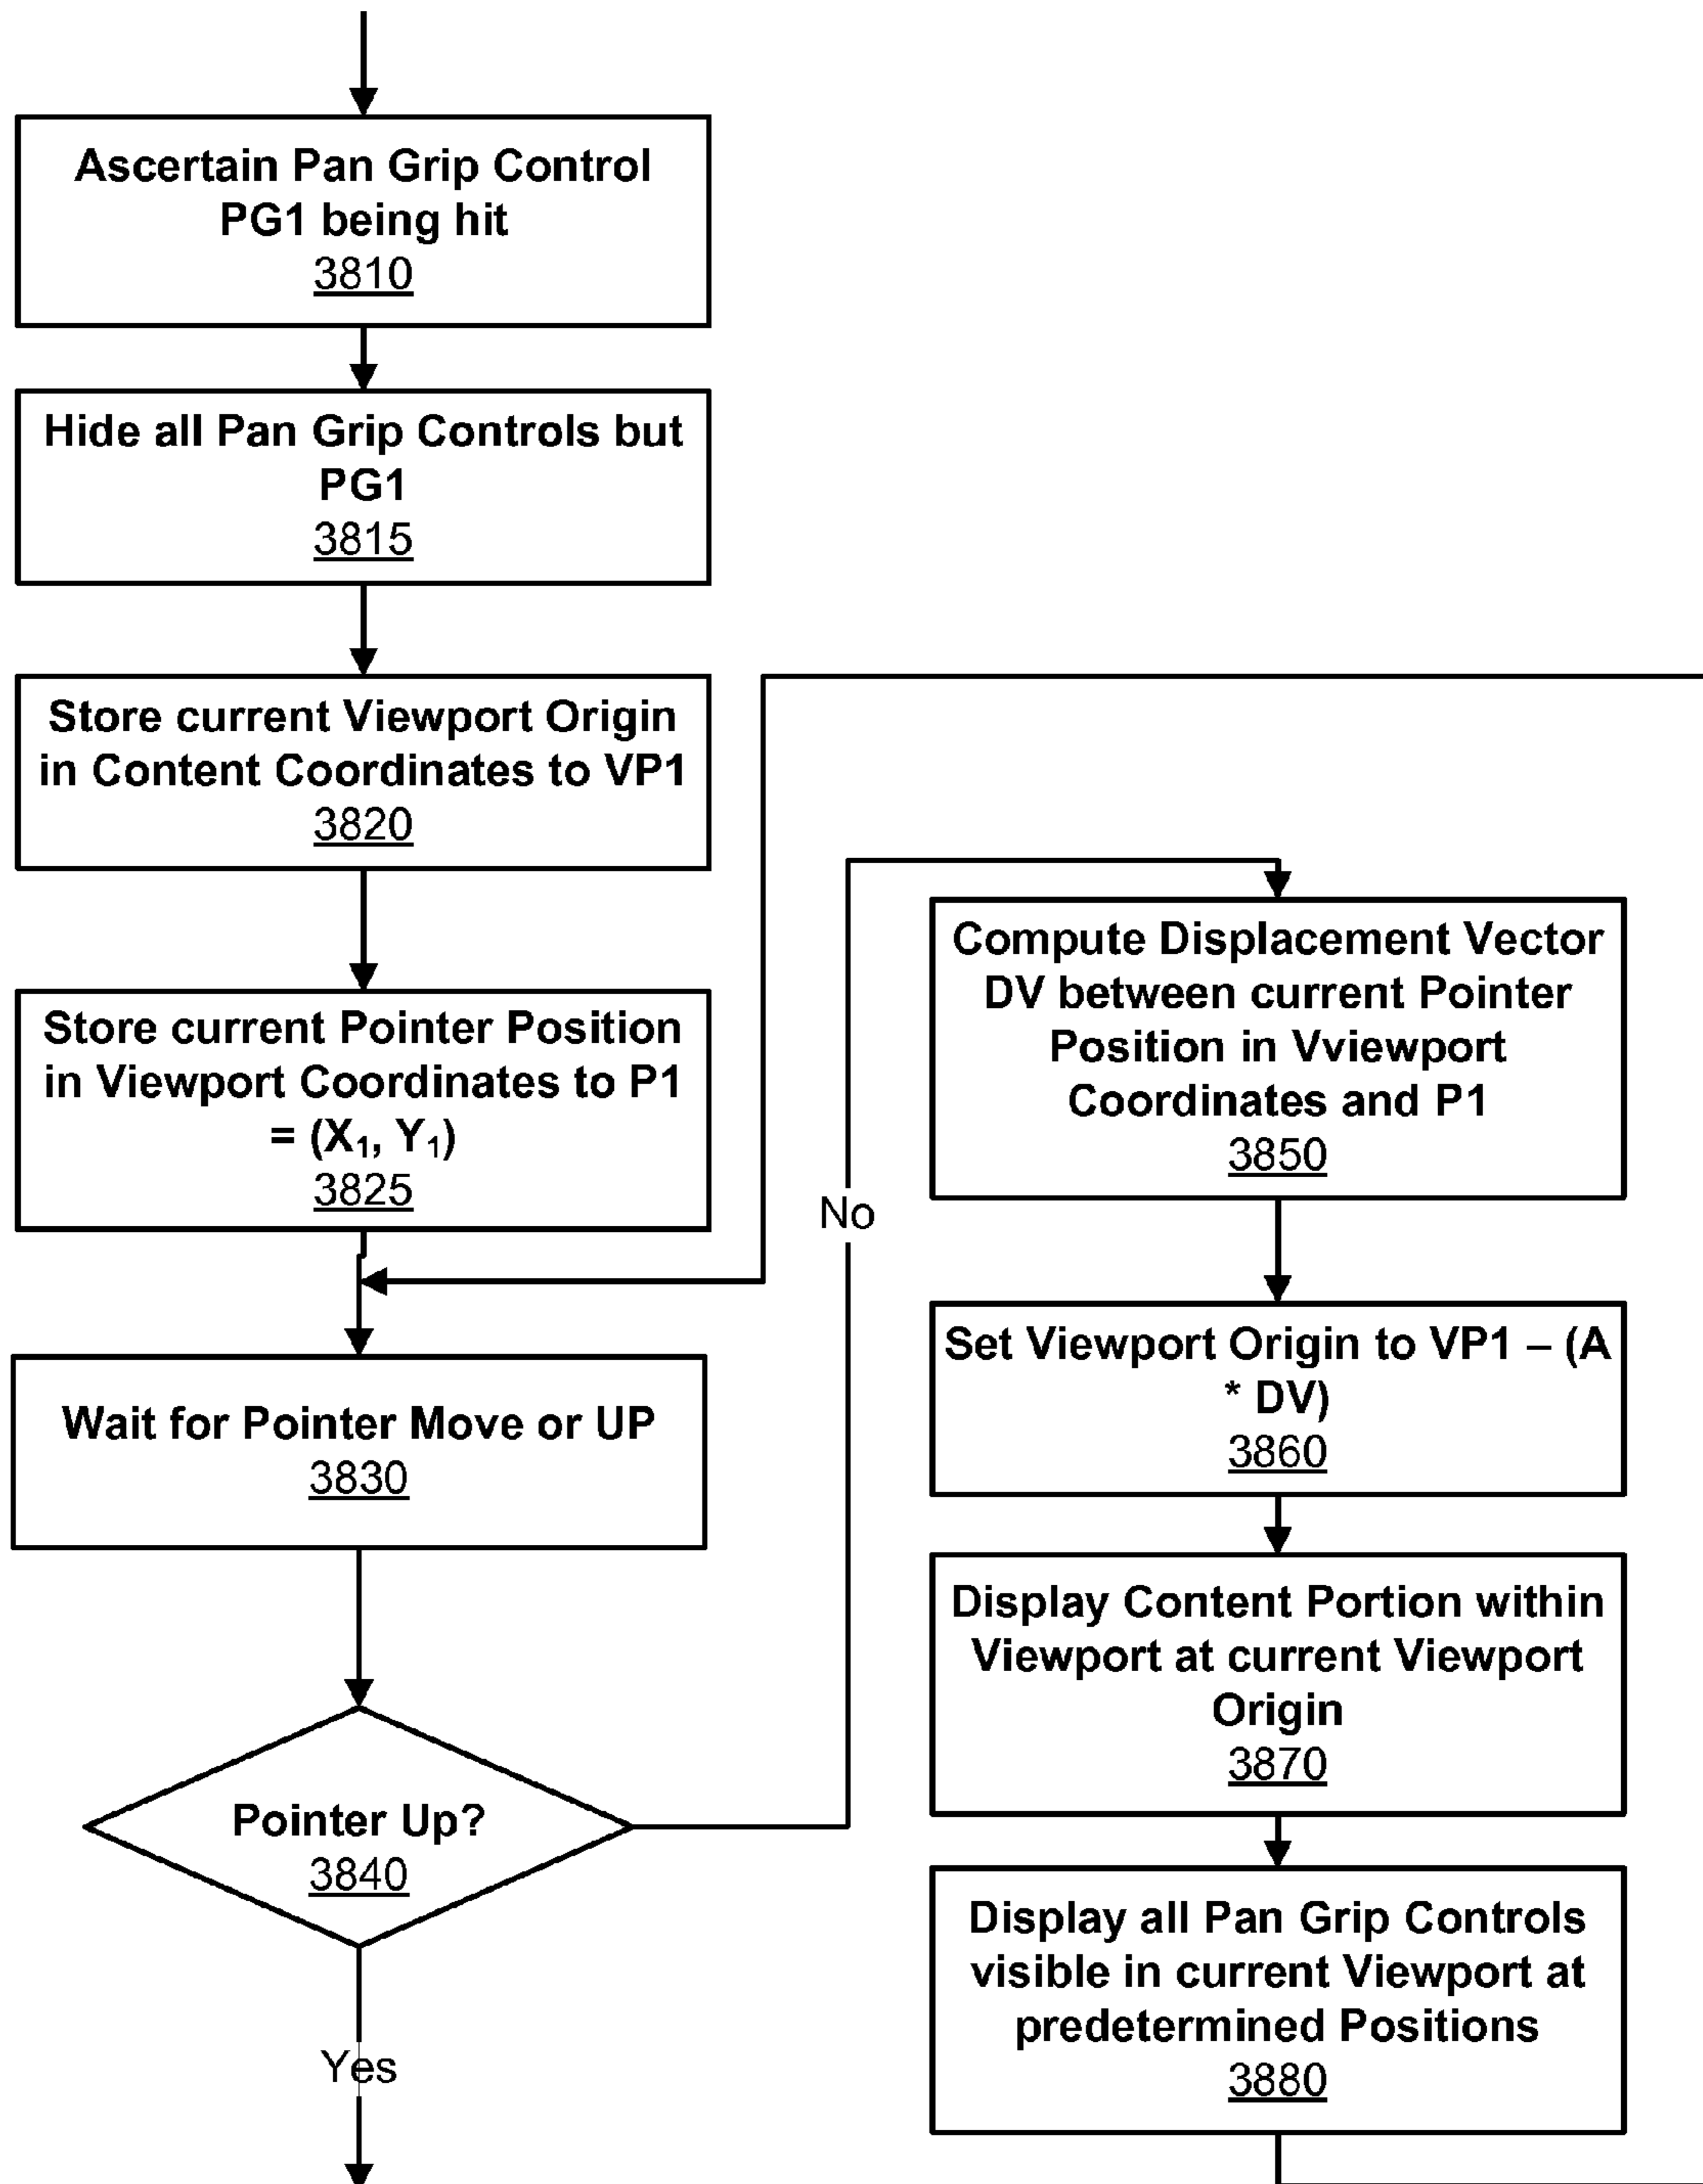 Ascertain Pan Grip Control
PG1 being hit
3810
Hide all Pan Grip Controls but
PG1
3815
Store current Viewport Origin
in Content Coordinates to VP1
3820
Store current Pointer Position
in Viewport Coordinates to P1
= (X₁, Y₁)
3825
Wait for Pointer Move or UP
3830
Pointer Up?
3840
Yes
No
Compute Displacement Vector
DV between current Pointer
Position in Vviewport
Coordinates and P1
3850
Set Viewport Origin to VP1 – (A
* DV)
3860
Display Content Portion within
Viewport at current Viewport
Origin
3870
Display all Pan Grip Controls
visible in current Viewport at
predetermined Positions
3880